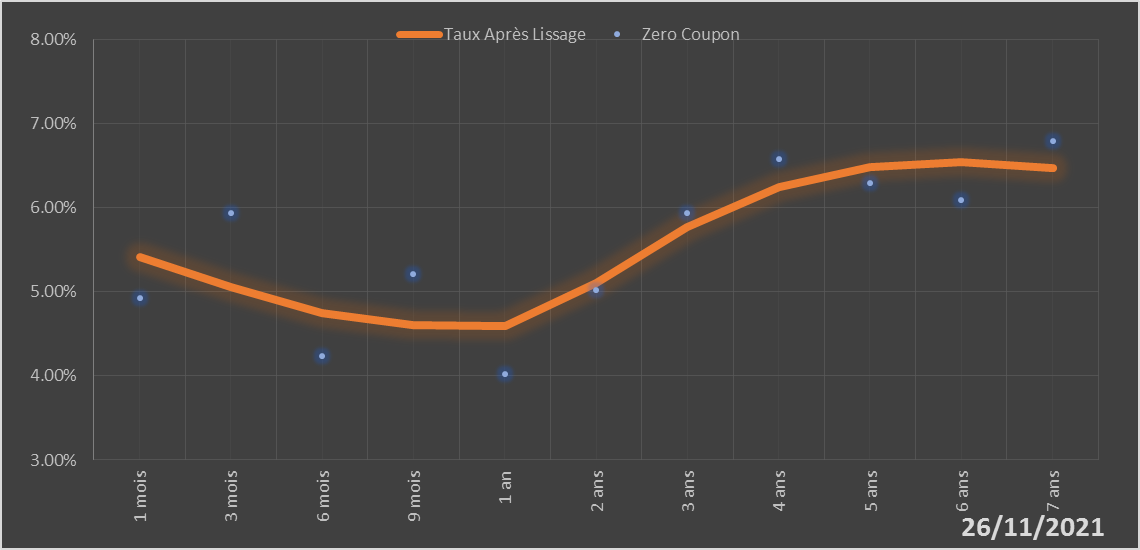 Taux Après Lissage
Zero Coupon
8.00%
7.00%
6.00%
5.00%
4.00%
3.00%
1 mois
3 mois
6 mois
9 mois
1 an
2 ans
3 ans
4 ans
5 ans
6 ans
7 ans
26/11/2021